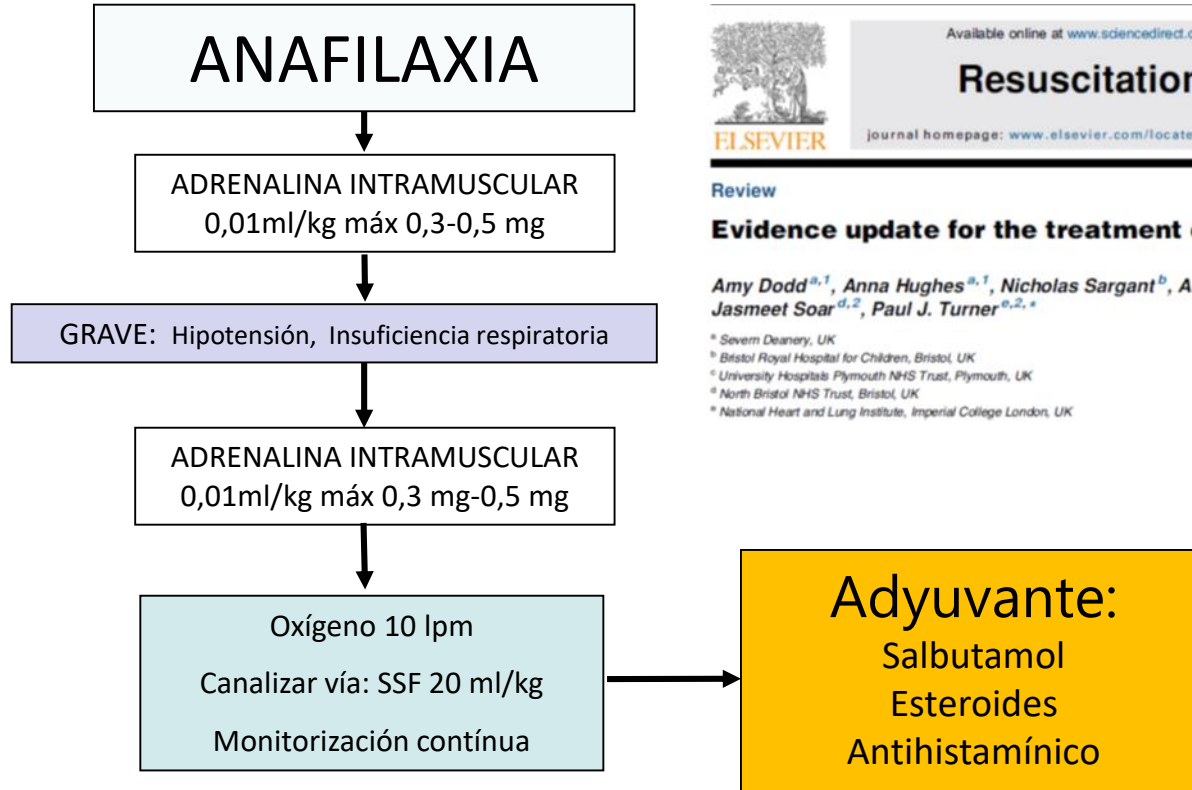 ANAFILAXIA
ADRENALINA INTRAMUSCULAR
0,01ml/kg máx 0,3-0,5 mg
GRAVE: Hipotensión, Insuficiencia respiratoria
ADRENALINA INTRAMUSCULAR
0,01ml/kg máx 0,3 mg-0,5 mg
Oxígeno 10 lpm
Canalizar vía: SSF 20 ml/kg
Monitorización contínua
Available online at www.sciencedirect.c
Resuscitation
journal homepage: www.elsevier.com/locate
ELSEVIER
Review
Evidence update for the treatment
Amy Dodd a,1, Anna Hughes a,1, Nicholas Sargant b, A
Jasmeet Soar d,2, Paul J. Turner e,2,*
a Severn Deanery, UK
b Bristol Royal Hospital for Children, Bristol, UK
c University Hospitals Plymouth NHS Trust, Plymouth, UK
d North Bristol NHS Trust, Bristol, UK
e National Heart and Lung Institute, Imperial College London, UK
Adyuvante:
Salbutamol
Esteroides
Antihistamínico